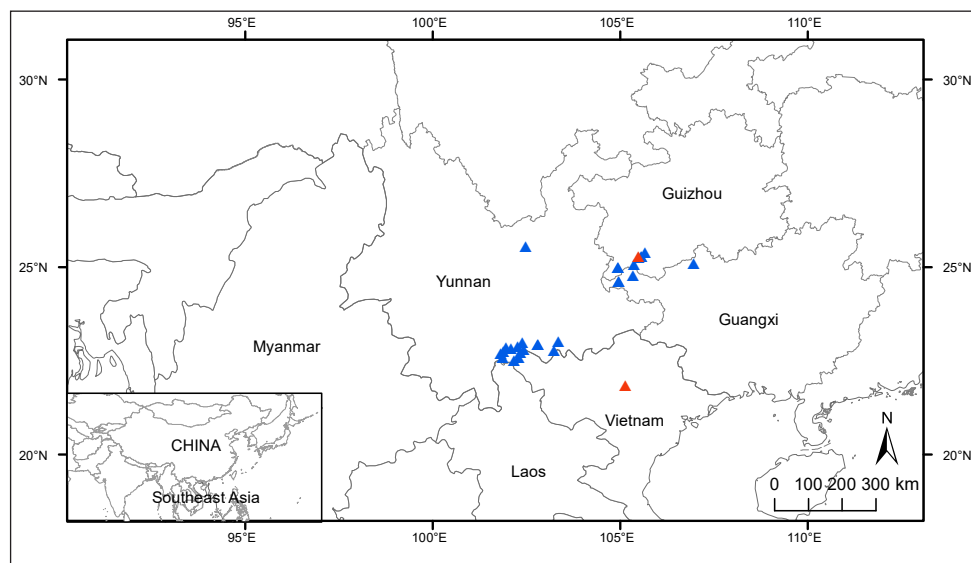 95°E 100°E 105°E 110°E
30°N 30°N
Guizhou
25°N 25°N
Yunnan
Guangxi
Myanmar
N
Vietnam
CHINA
20°N 20°N
Laos
0 100 200 300 km
Southeast Asia
95°E 100°E 105°E 110°E